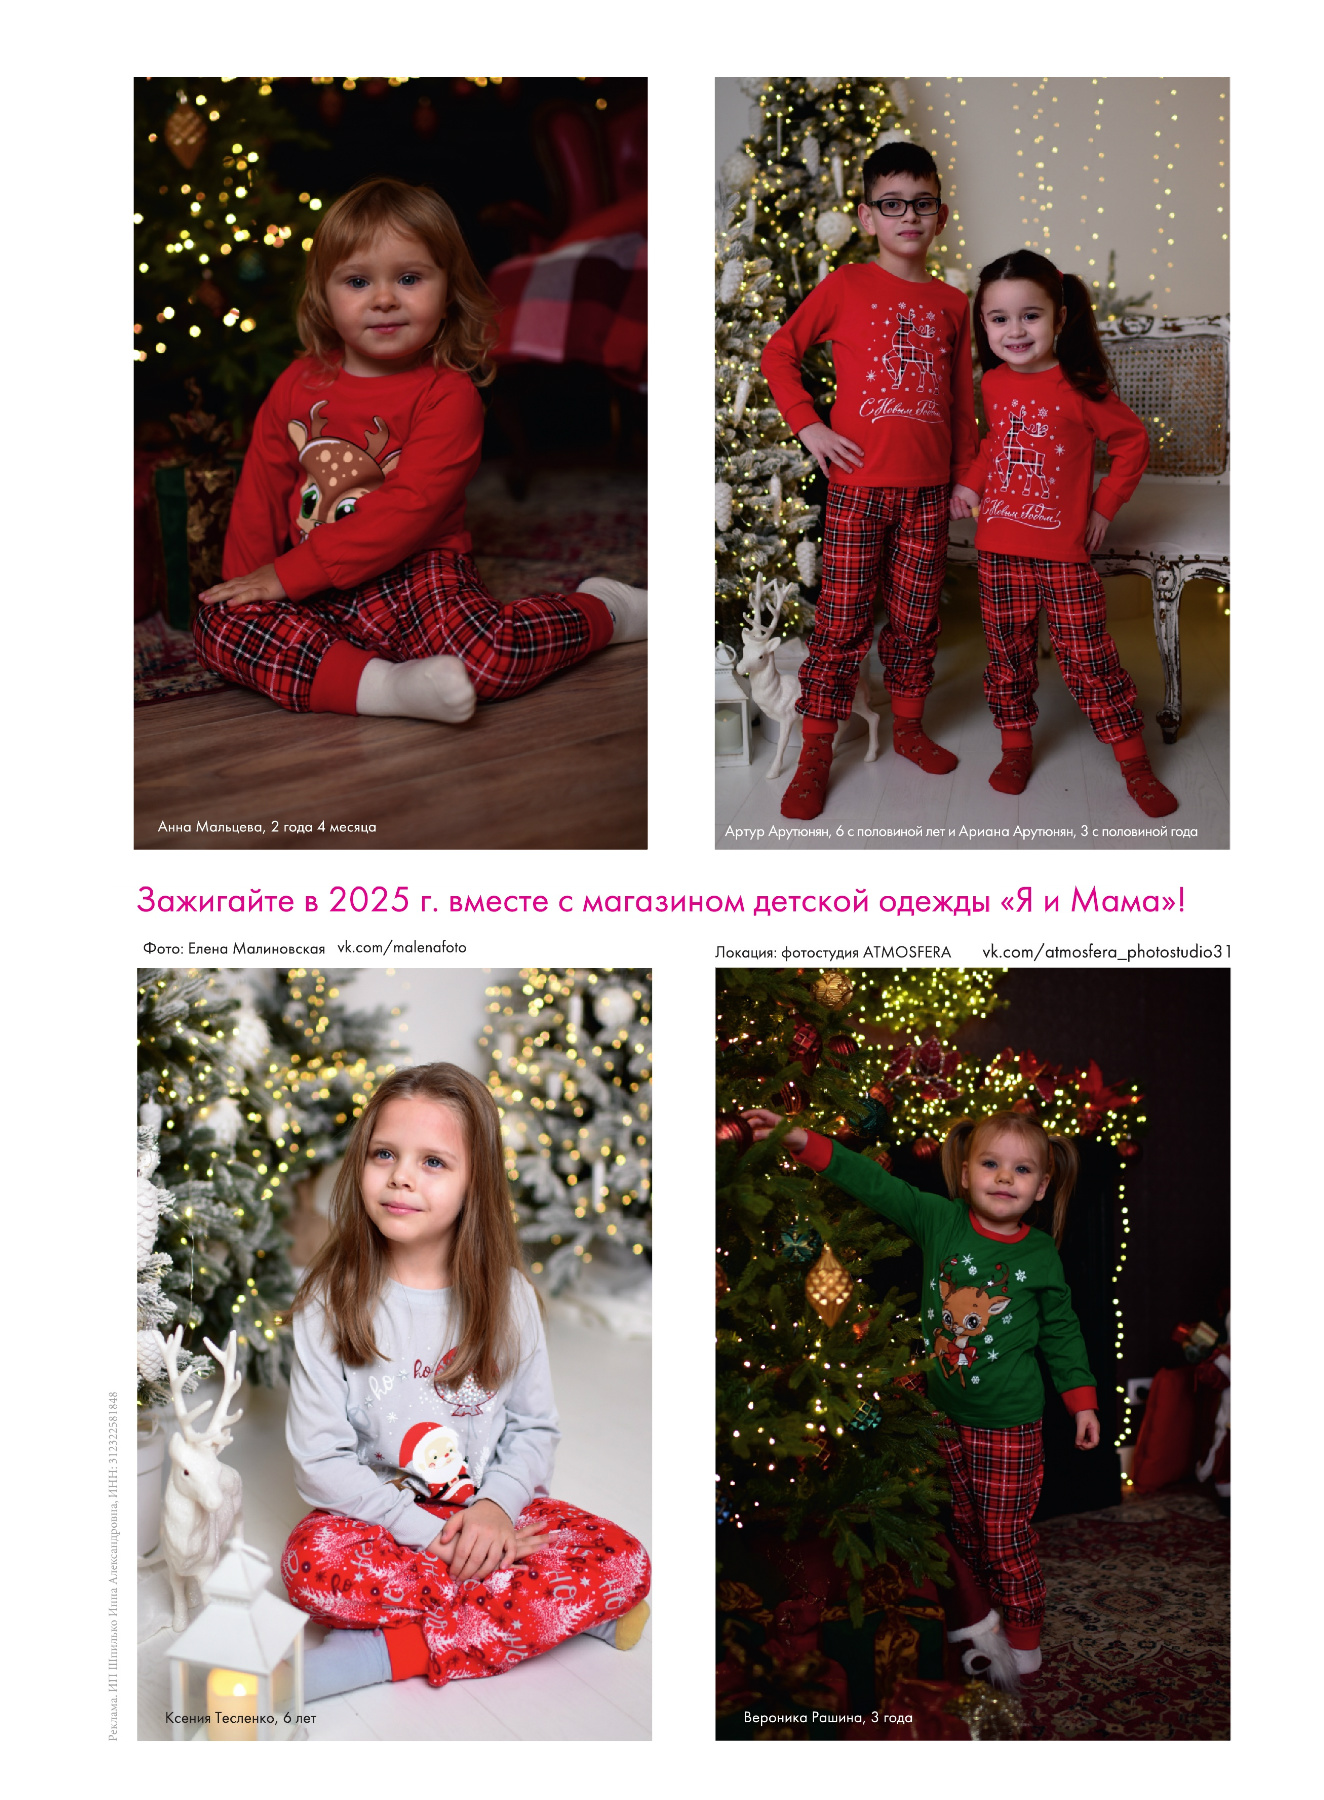 Анна Мальцева, 2 года 4 месяца
С Новым Годом!
С Новым Годом!
Артур Арутюнян, 6 с половиной лет и Ариана Арутюнян, 3 с половиной года
Зажигайте в 2025 г. вместе с магазином детской одежды «Я и Мама»!
Фото: Елена Малиновская vk.com/malenafoto
Локация: фотостудия ATMOSFERA vk.com/atmosfera_photostudio31
ho ho
HO
HO
Ксения Тесленко, 6 лет
Вероника Рашина, 3 года
Реклама. ИП Шпилько Инна Александровна, ИНН: 312322581848